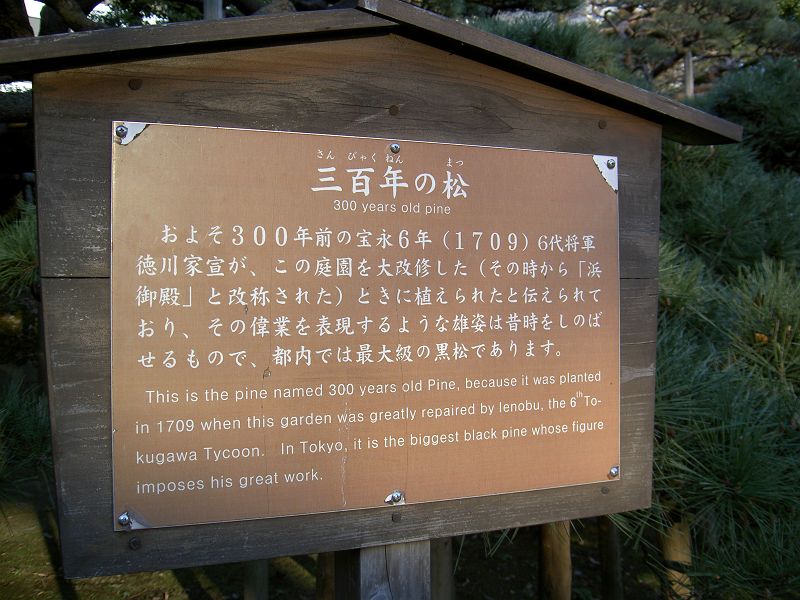 さん びゃく ねん まつ
三百年の松
300 years old pine
およそ300年前の宝永6年（1709）6代将軍
徳川家宣が、この庭園を大改修した（その時から「浜
御殿」と改称された）ときに植えられたと伝えられて
おり、その偉業を表現するような雄姿は昔時をしのば
せるもので、都内では最大級の黒松であります。
This is the pine named 300 years old Pine, because it was planted
in 1709 when this garden was greatly repaired by Ienobu, the 6th To-
kugawa Tycoon. In Tokyo, it is the biggest black pine whose figure
imposes his great work.